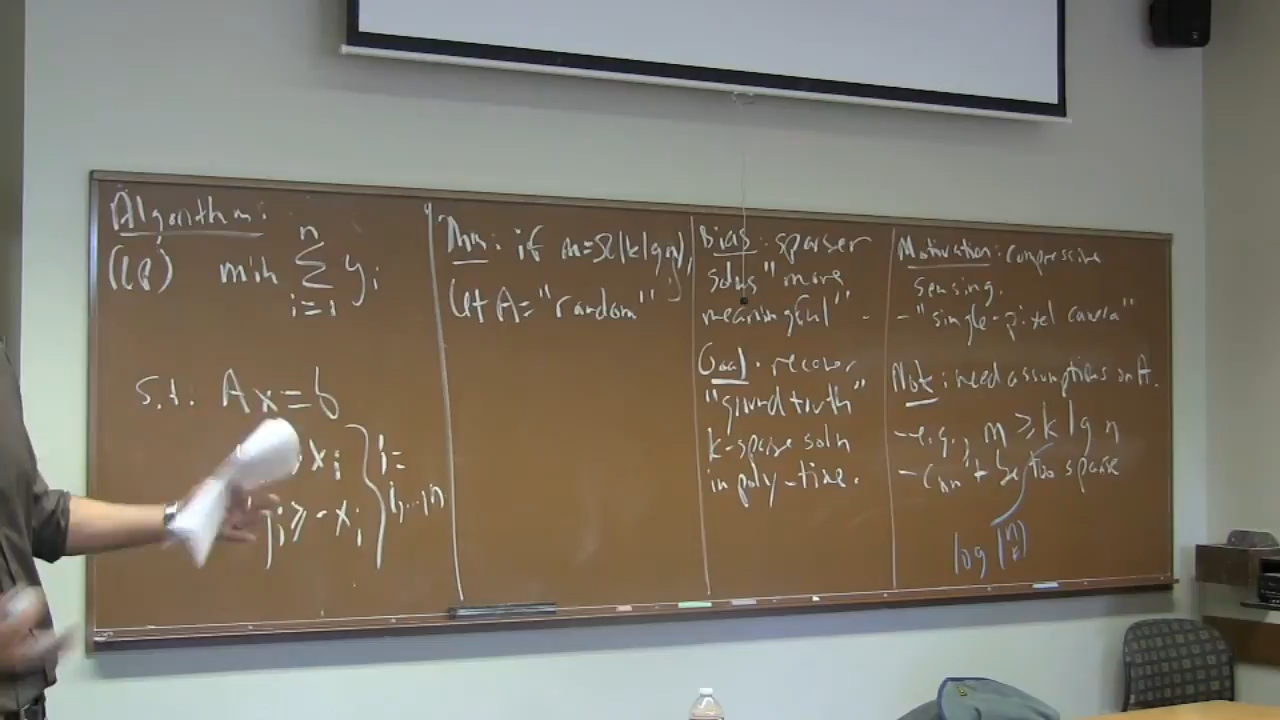 Algorithm:
(LP) min Σ y_i
n
i=1
s.t. Ax=b
x_i
y_i ≥ -x_i
i=
1,...,n
Thm: if m=Ω(k lg n),
let A= "random"
Bias: sparser
solns "more
meaningful".
Goal: recover
"ground truth"
k-sparse soln
in poly-time.
Motivation: compressive
sensing.
- "single-pixel camera"
Note: need assumptions on A.
- e.g., m ≥ k lg n
- can't be too sparse
log (n k)